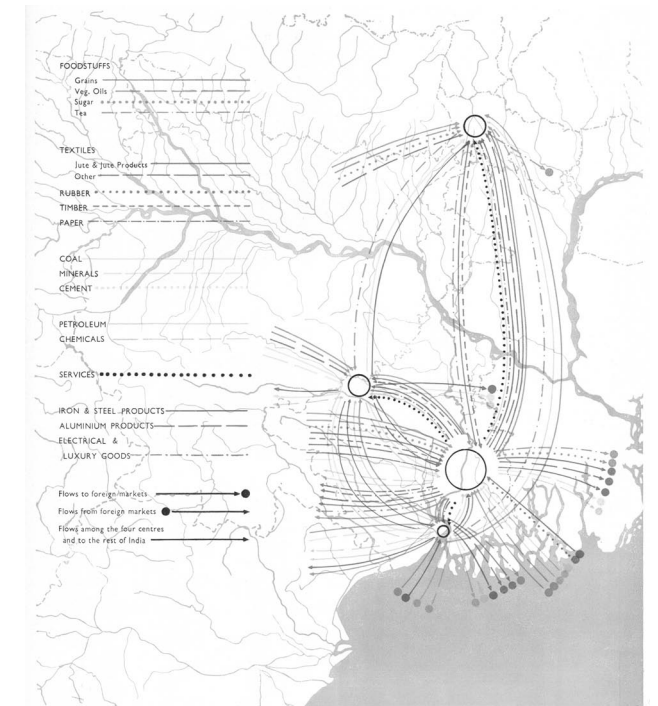 FOODSTUFFS
Grains
Veg. Oils
Sugar
Tea
TEXTILES
Jute & Jute Products
Other
RUBBER
TIMBER
PAPER
COAL
MINERALS
CEMENT
PETROLEUM
CHEMICALS
SERVICES
IRON & STEEL PRODUCTS
ALUMINIUM PRODUCTS
ELECTRICAL &
LUXURY GOODS
Flows to foreign markets
Flows from foreign markets
Flows among the four centres
and to the rest of India